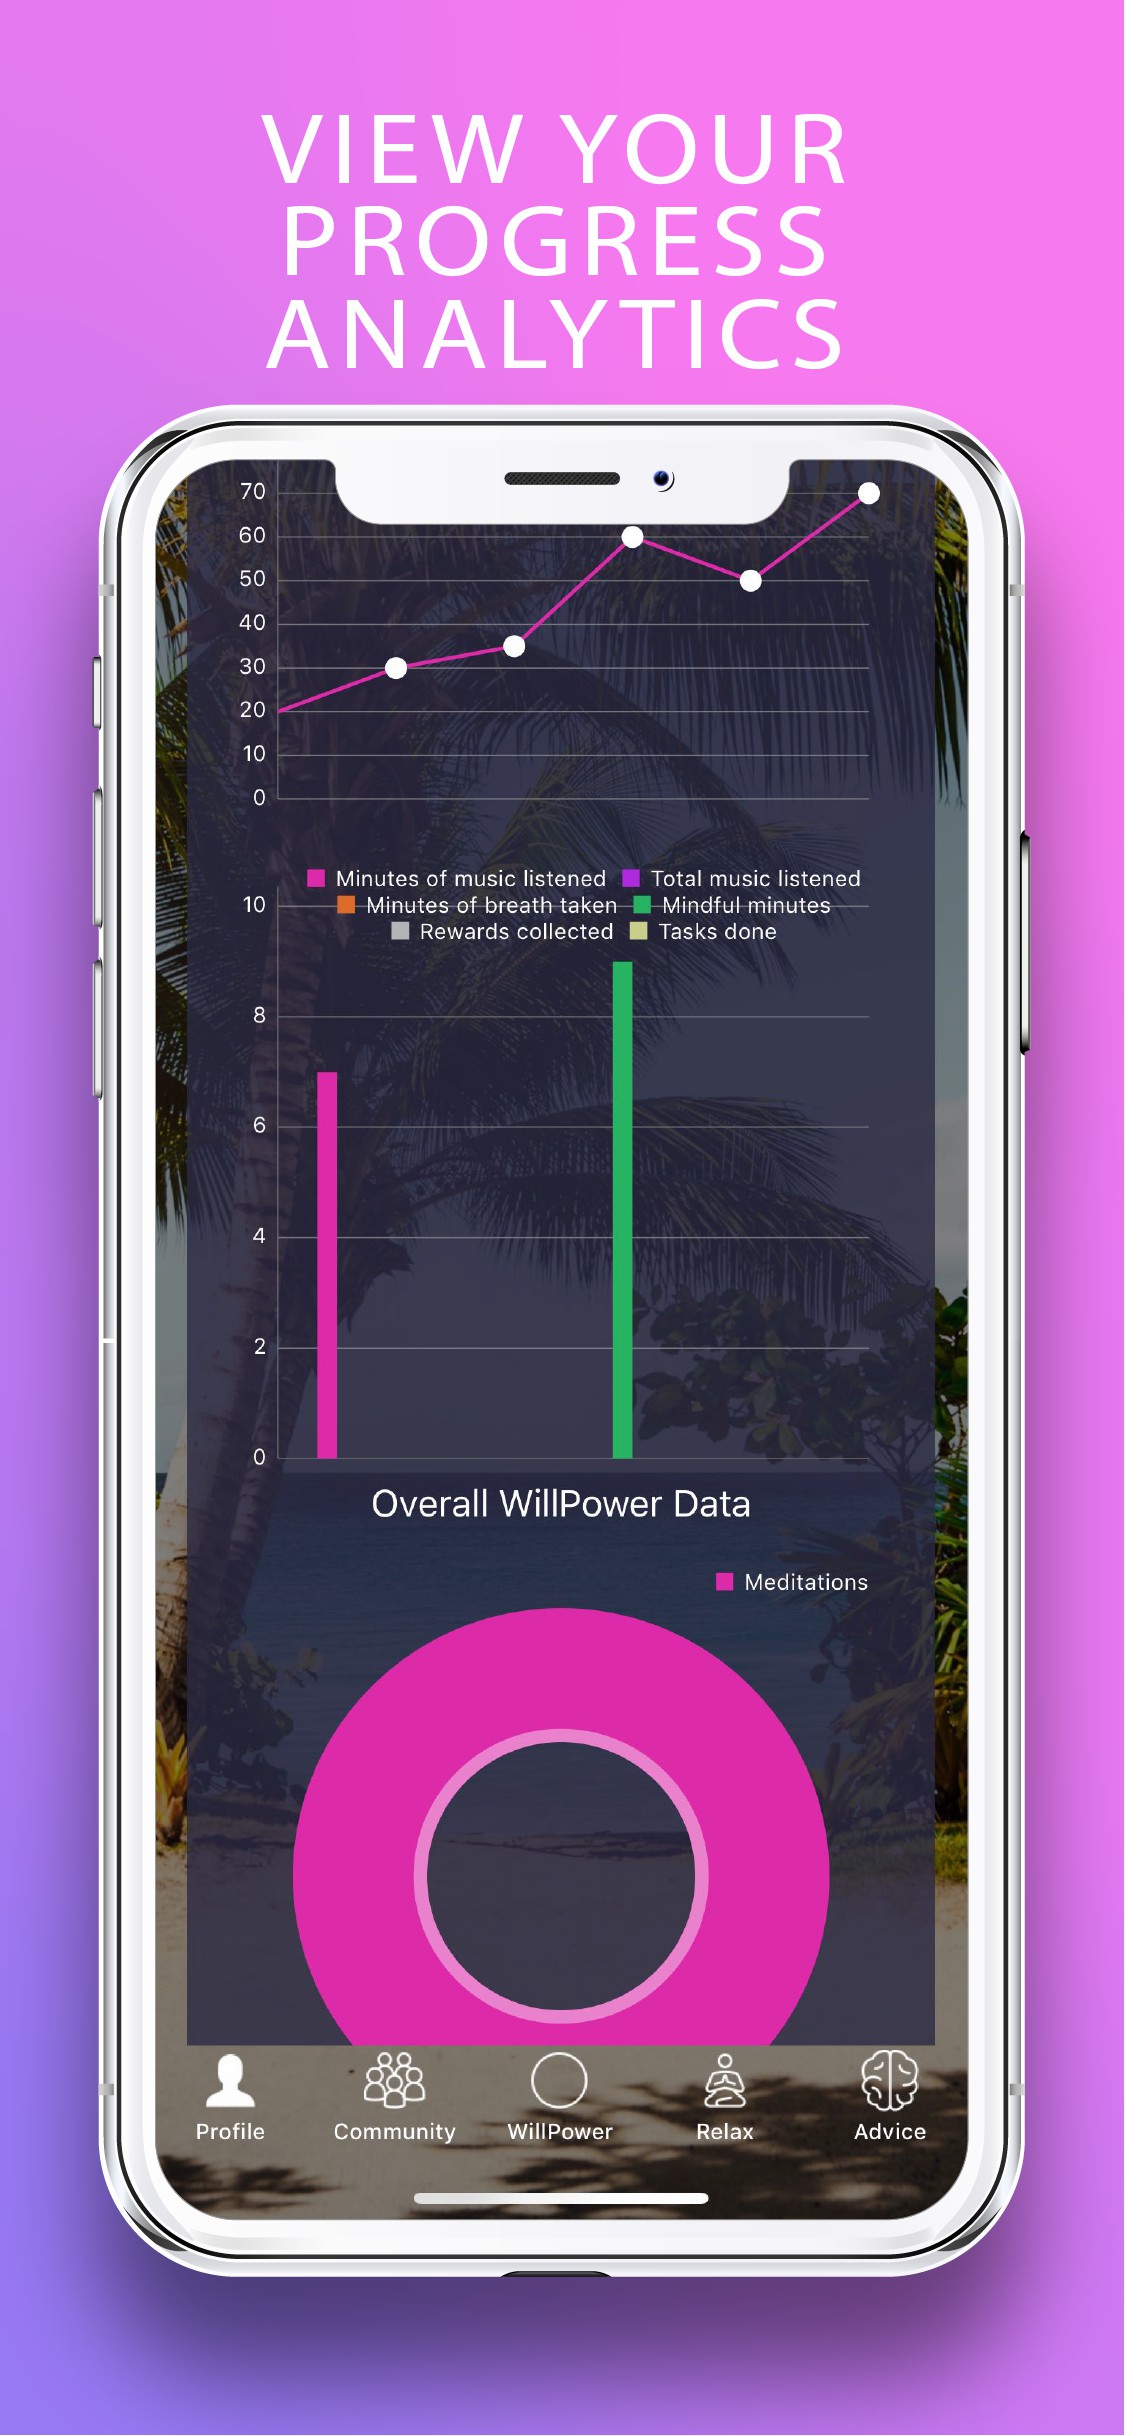 VIEW YOUR
PROGRESS
ANALYTICS
70
60
50
40
30
20
10
0
Minutes of music listened Total music listened
10 Minutes of breath taken Mindful minutes
Rewards collected Tasks done
8
6
4
2
0
Overall WillPower Data
Meditations
Profile Community WillPower Relax Advice